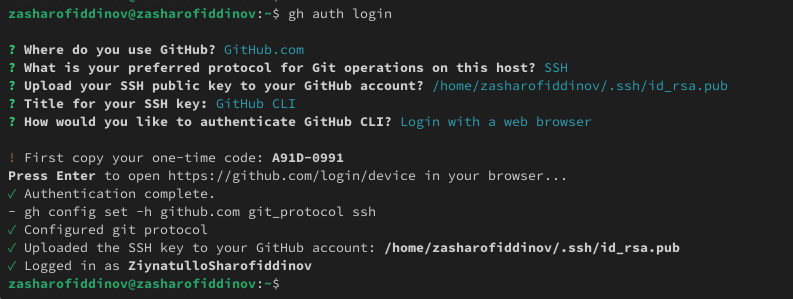 zasharofiddinov@zasharofiddinov:~$ gh auth login
? Where do you use GitHub? GitHub.com
? What is your preferred protocol for Git operations on this host? SSH
? Upload your SSH public key to your GitHub account? /home/zasharofiddinov/.ssh/id_rsa.pub
? Title for your SSH key: GitHub CLI
? How would you like to authenticate GitHub CLI? Login with a web browser
! First copy your one-time code: A91D-0991
Press Enter to open https://github.com/login/device in your browser...
✓ Authentication complete.
- gh config set -h github.com git_protocol ssh
✓ Configured git protocol
✓ Uploaded the SSH key to your GitHub account: /home/zasharofiddinov/.ssh/id_rsa.pub
✓ Logged in as ZiynatulloSharofiddinov
zasharofiddinov@zasharofiddinov:~$